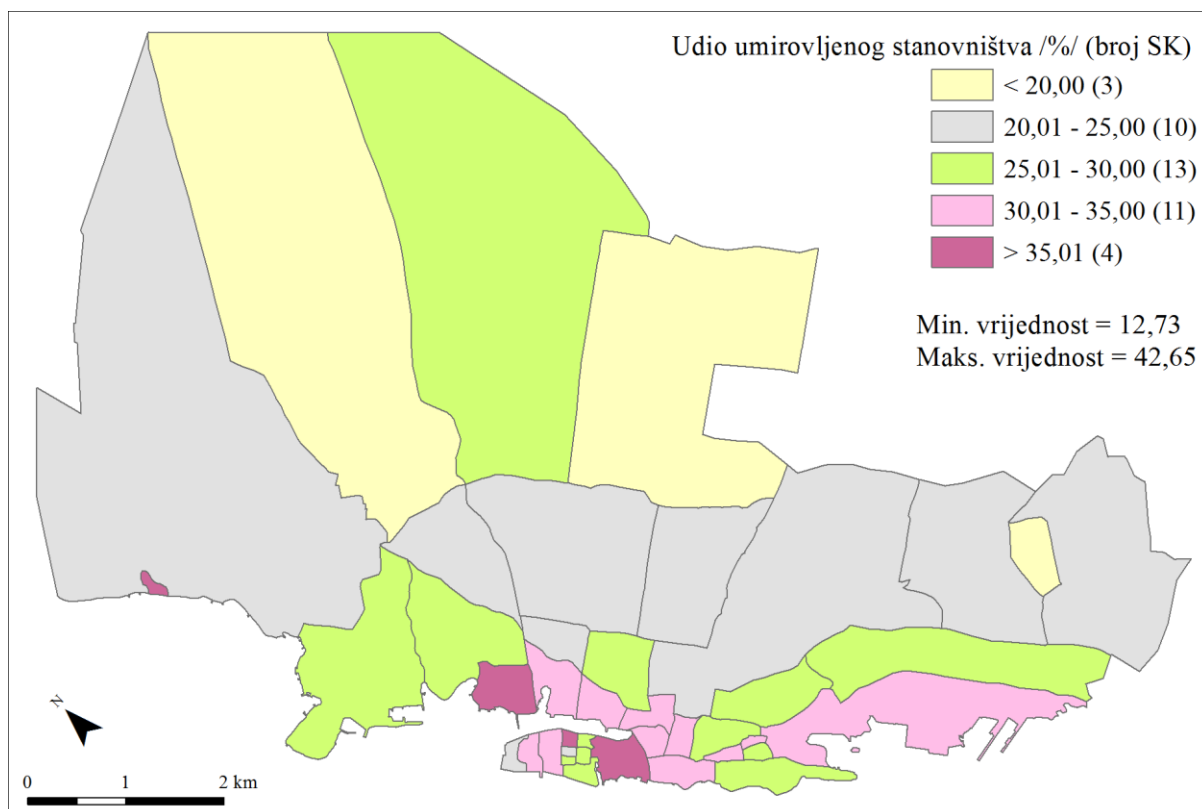 Udio umirovljenog stanovništva /%/ (broj SK)
< 20,00 (3)
20,01 - 25,00 (10)
25,01 - 30,00 (13)
30,01 - 35,00 (11)
> 35,01 (4)
Min. vrijednost = 12,73
Maks. vrijednost = 42,65
N
0 1 2 km